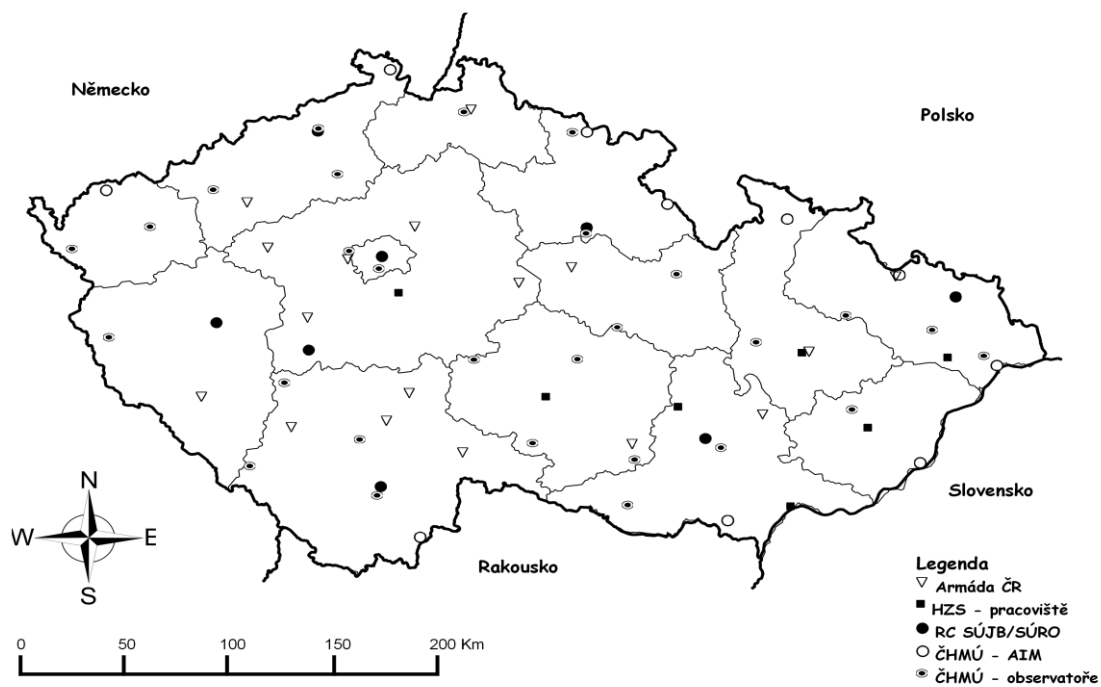 Německo
Polsko
N
W E
S
Slovensko
Rakousko
Legenda
Armáda ČR
HZS - pracoviště
RC SÚJB/SÚRO
ČHMÚ - AIM
ČHMÚ - observatoře
0 50 100 150 200 Km